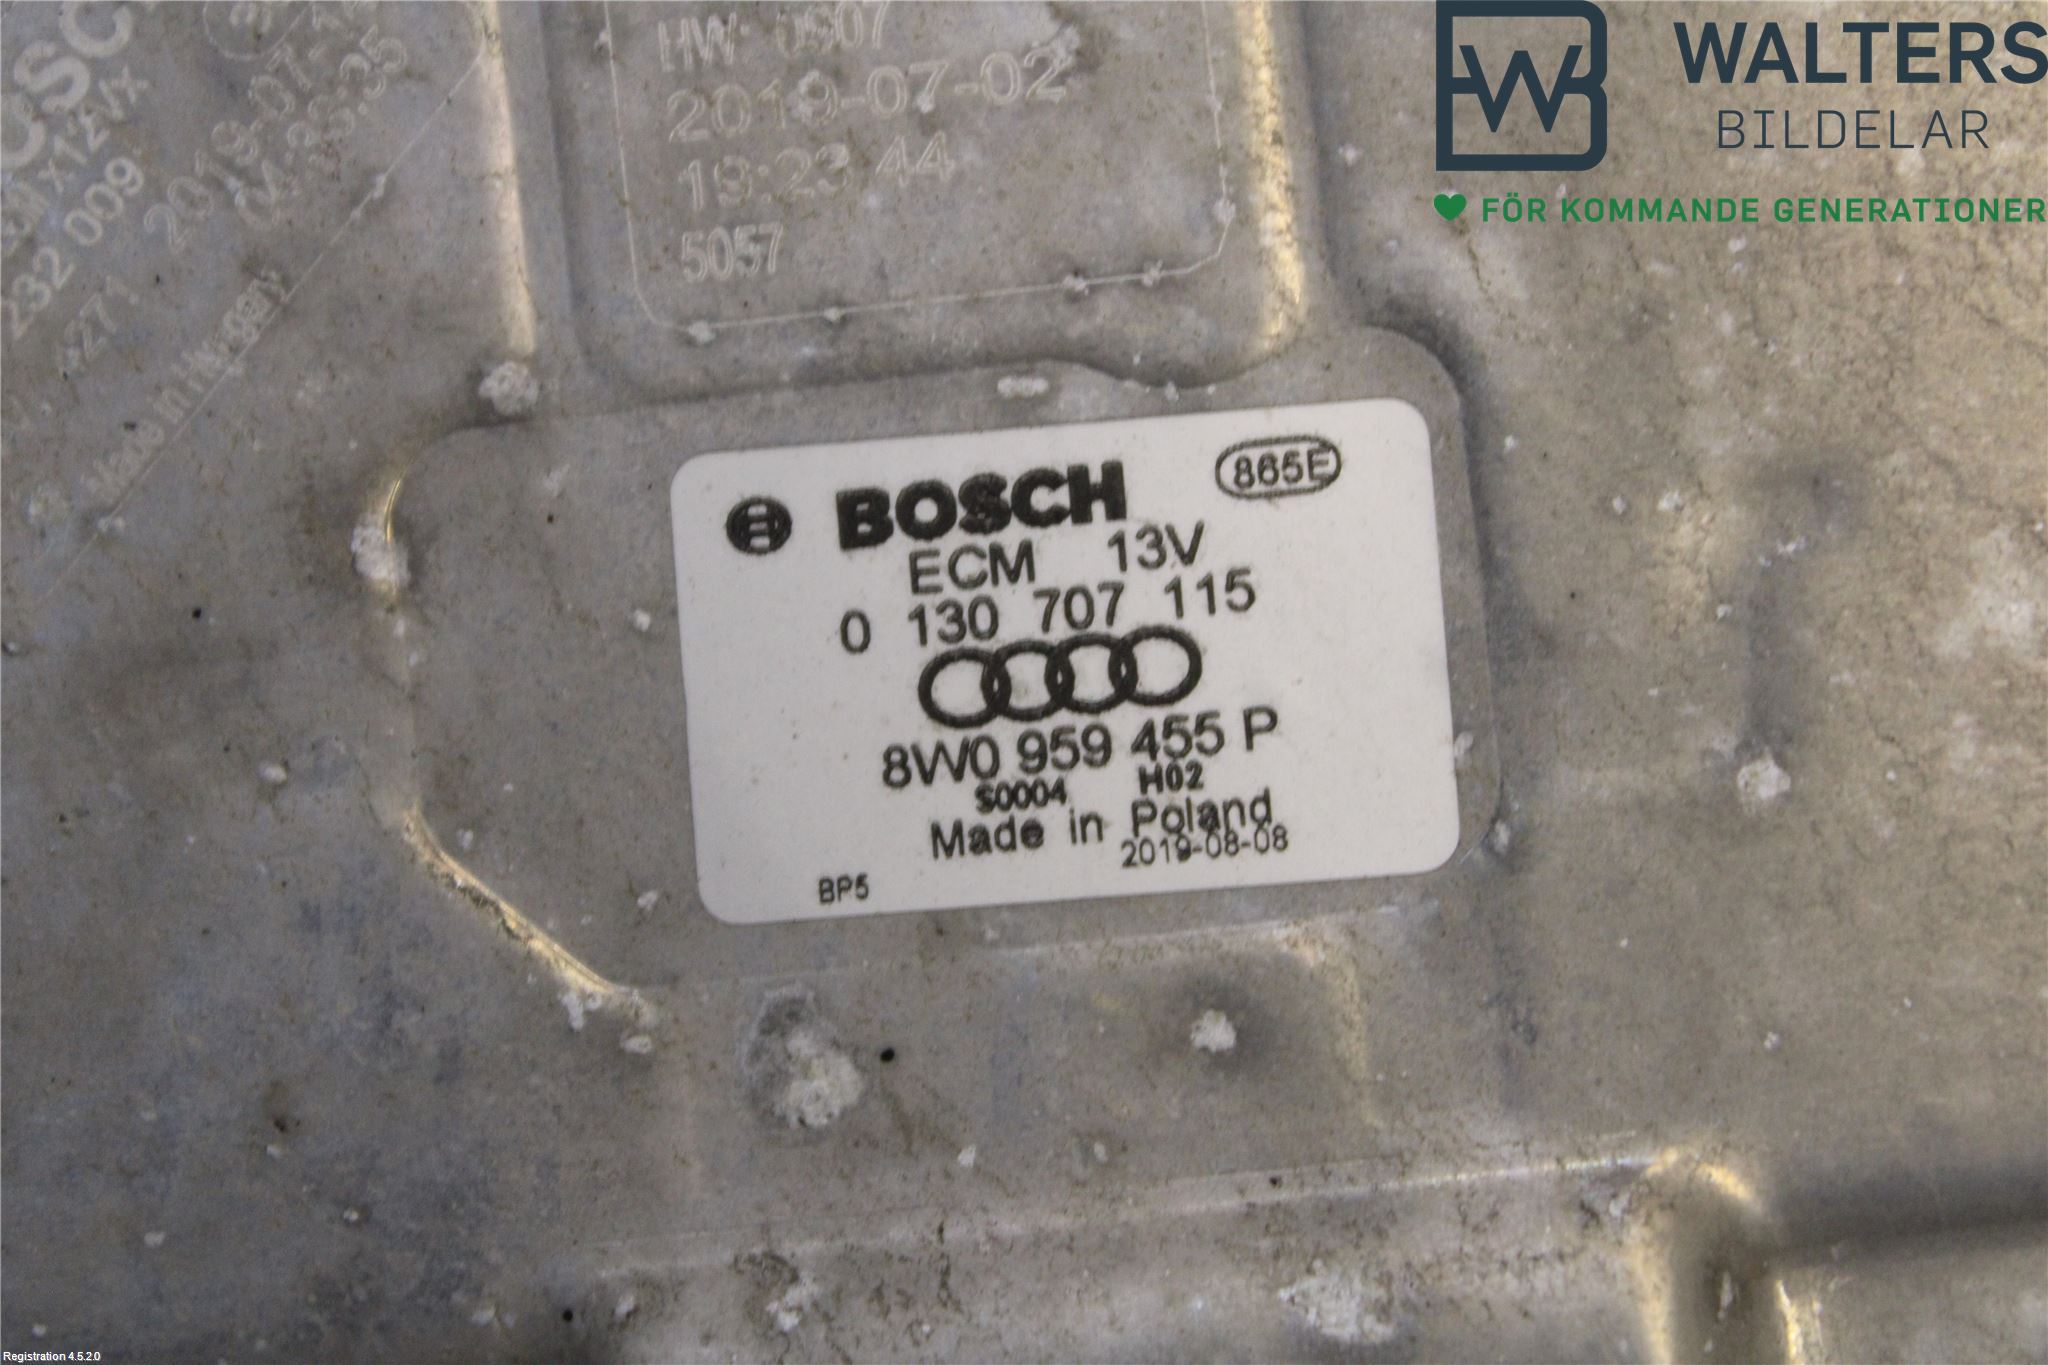 WALTERS
BILDELAR
FÖR KOMMANDE GENERATIONER
HW: 0507
2019-07-02
19:23:44
5057
232 009
Made in Hungary
BOSCH
865E
ECM 13V
0 130 707 115
8W0 959 455 P
S0004 H02
Made in Poland
2019-08-08
BP5
Registration 4.5.2.0